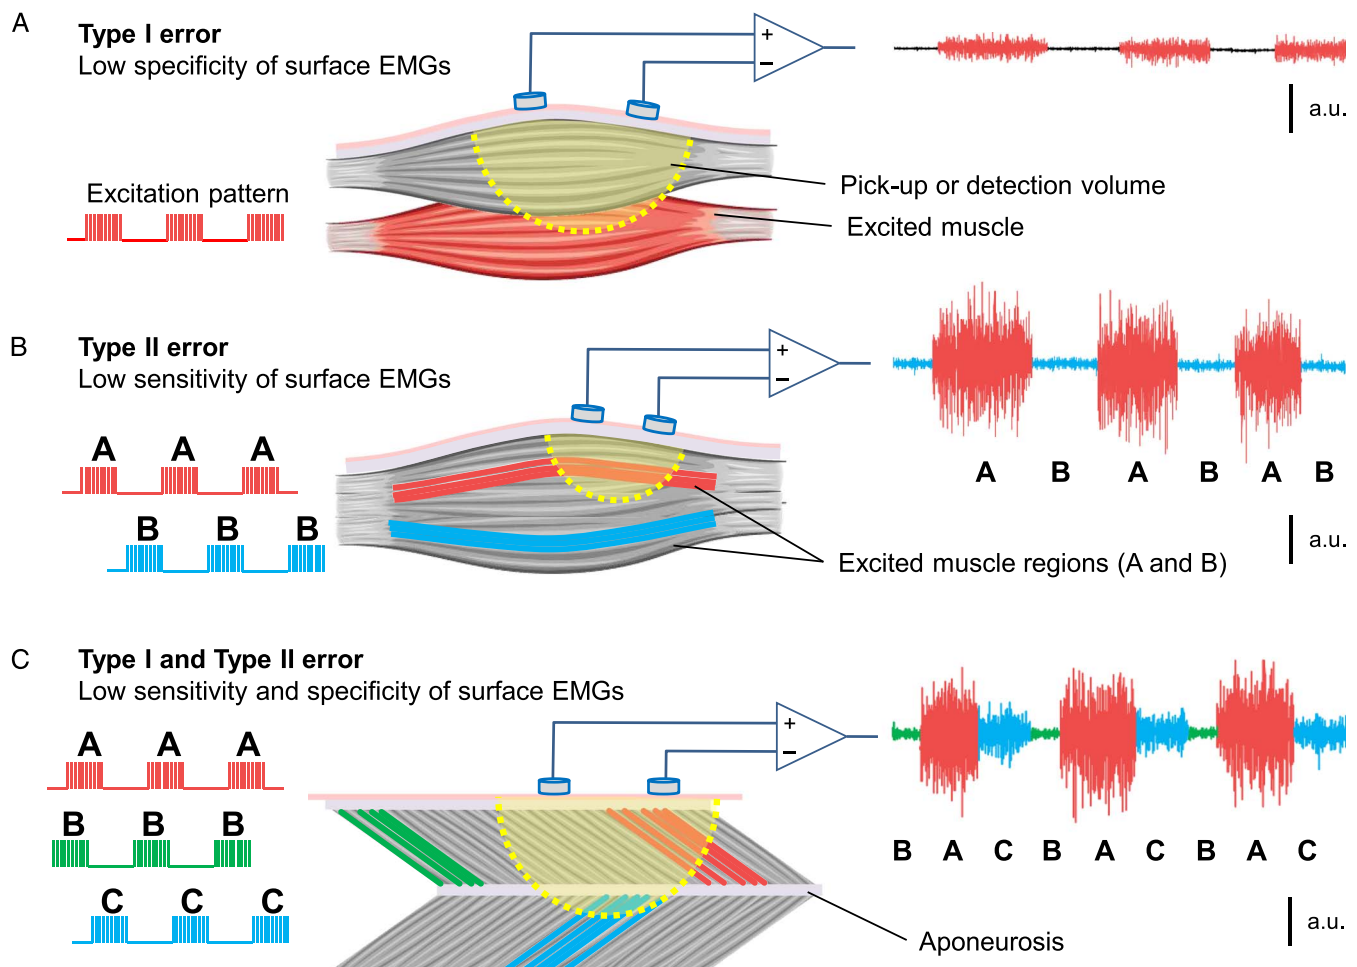 A
Type I error
Low specificity of surface EMGs
+
−
a.u.
Excitation pattern
Pick-up or detection volume
Excited muscle
B
Type II error
Low sensitivity of surface EMGs
+
−
A A A
B B B
A B A B A B
a.u.
Excited muscle regions (A and B)
C
Type I and Type II error
Low sensitivity and specificity of surface EMGs
+
−
A A A
B B B
C C C
B A C B A C B A C
a.u.
Aponeurosis